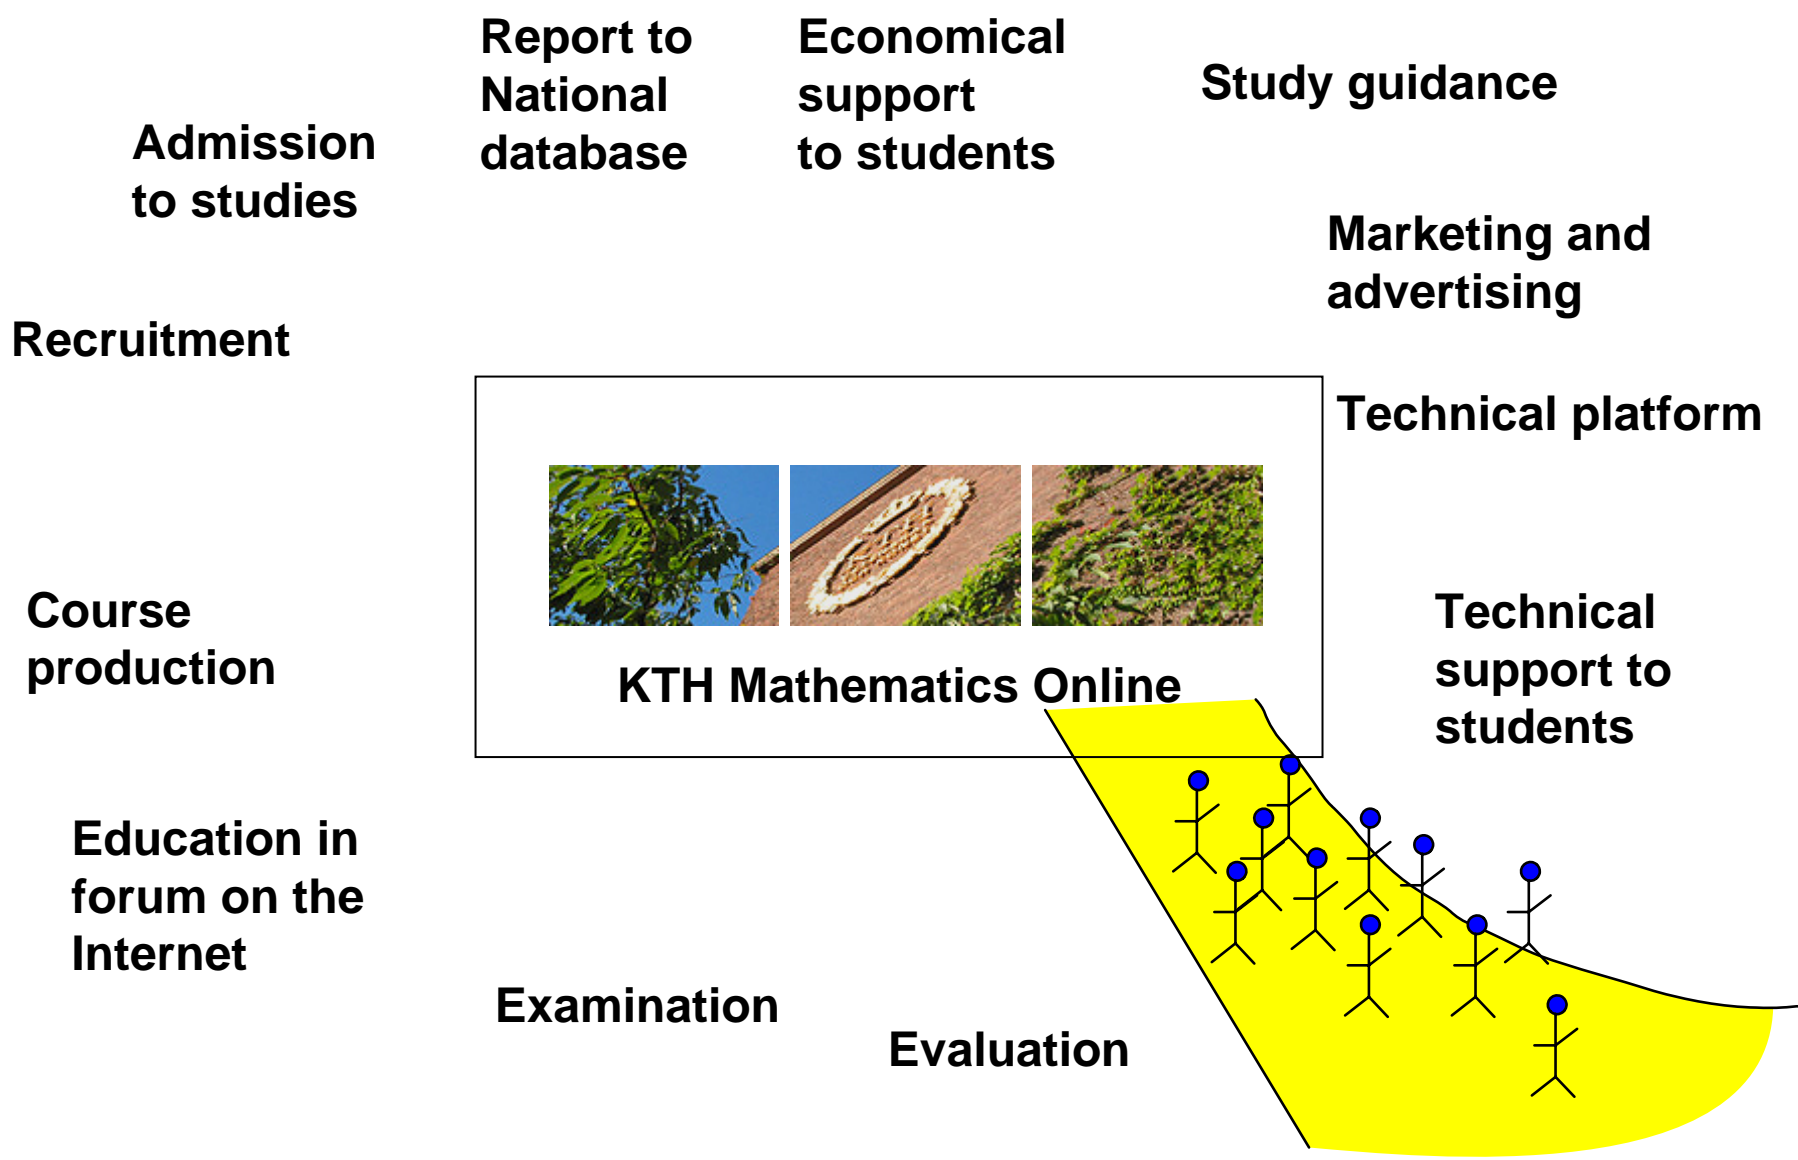 Report to
National
database
Economical
support
to students
Study guidance
Admission
to studies
Marketing and
advertising
Recruitment
Technical platform
KTH Mathematics Online
Course
production
Technical
support to
students
Education in
forum on the
Internet
Examination
Evaluation